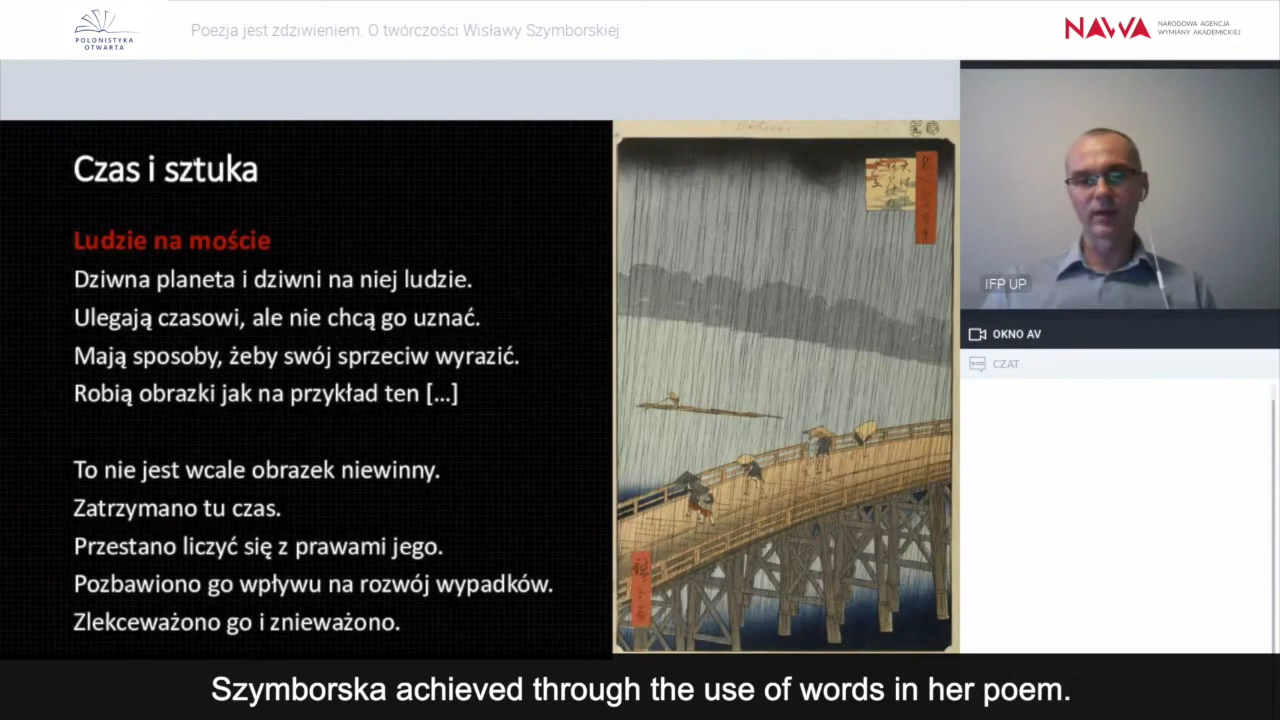 POLONISTYKA
OTWARTA
Poezja jest zdziwieniem. O twórczości Wisławy Szymborskiej
NAWA
NARODOWA AGENCJA
WYMIANY AKADEMICKIEJ
Czas i sztuka
Ludzie na moście
Dziwna planeta i dziwni na niej ludzie.
Ulegają czasowi, ale nie chcą go uznać.
Mają sposoby, żeby swój sprzeciw wyrazić.
Robią obrazki jak na przykład ten [...]
To nie jest wcale obrazek niewinny.
Zatrzymano tu czas.
Przestano liczyć się z prawami jego.
Pozbawiono go wpływu na rozwój wypadków.
Zlekceważono go i znieważono.
IFP UP
OKNO AV
CZAT
Szymborska achieved through the use of words in her poem.